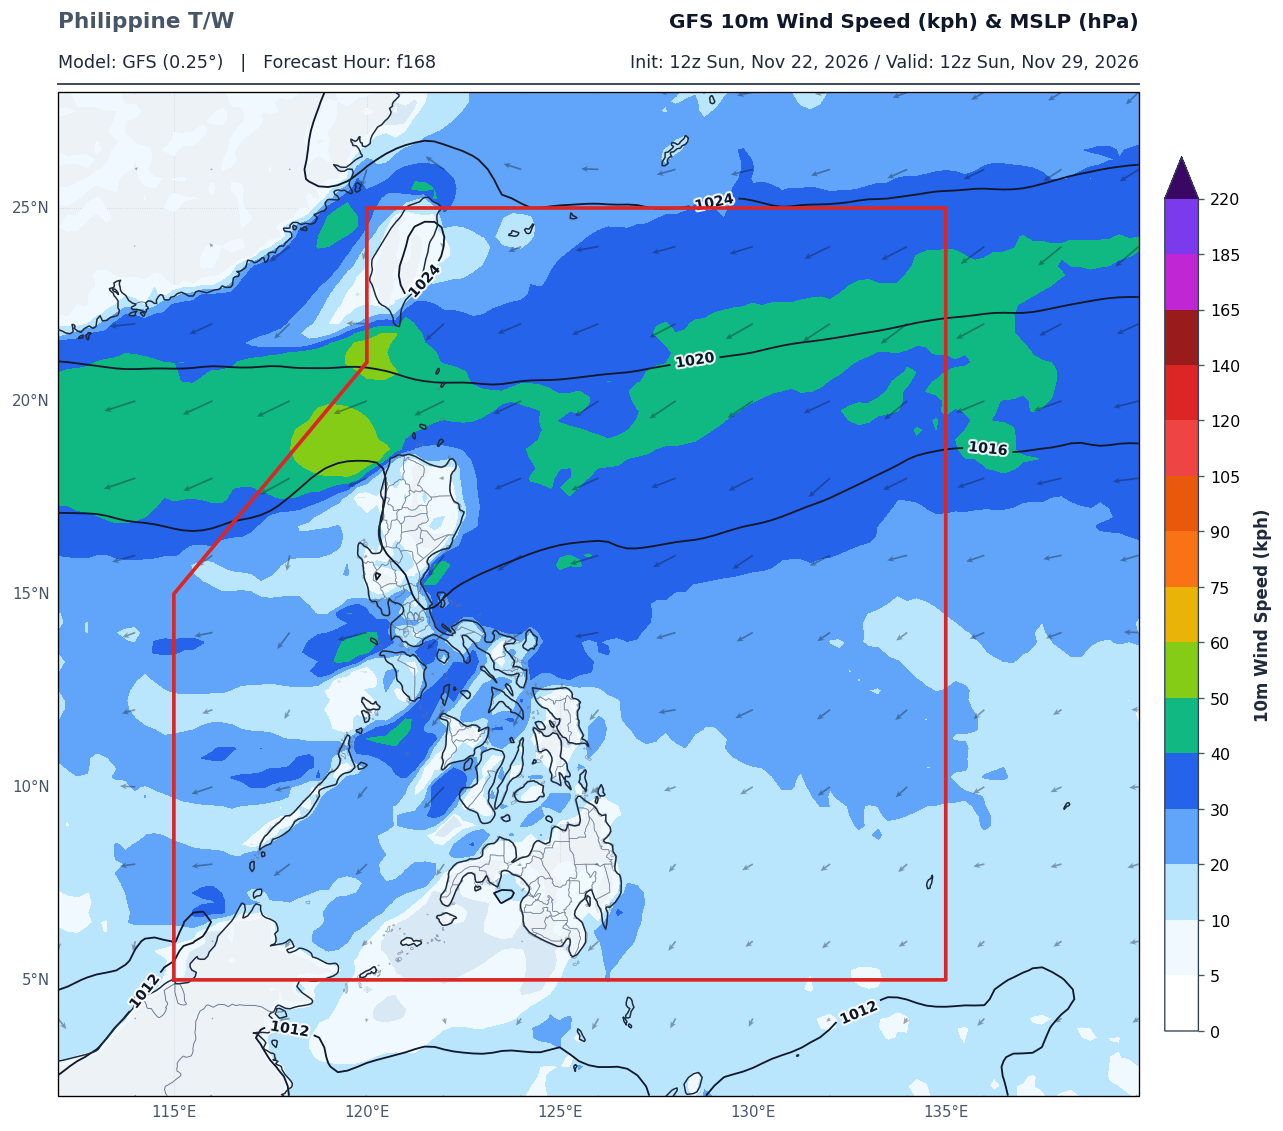 Philippine T/W
GFS 10m Wind Speed (kph) & MSLP (hPa)
Model: GFS (0.25°)   |   Forecast Hour: f168
Init: 12z Sun, Nov 22, 2026 / Valid: 12z Sun, Nov 29, 2026
25°N
20°N
15°N
10°N
5°N
115°E
120°E
125°E
130°E
135°E
1024
1024
1020
1016
1012
1012
1012
220
185
165
140
120
105
90
75
60
50
40
30
20
10
5
0
10m Wind Speed (kph)